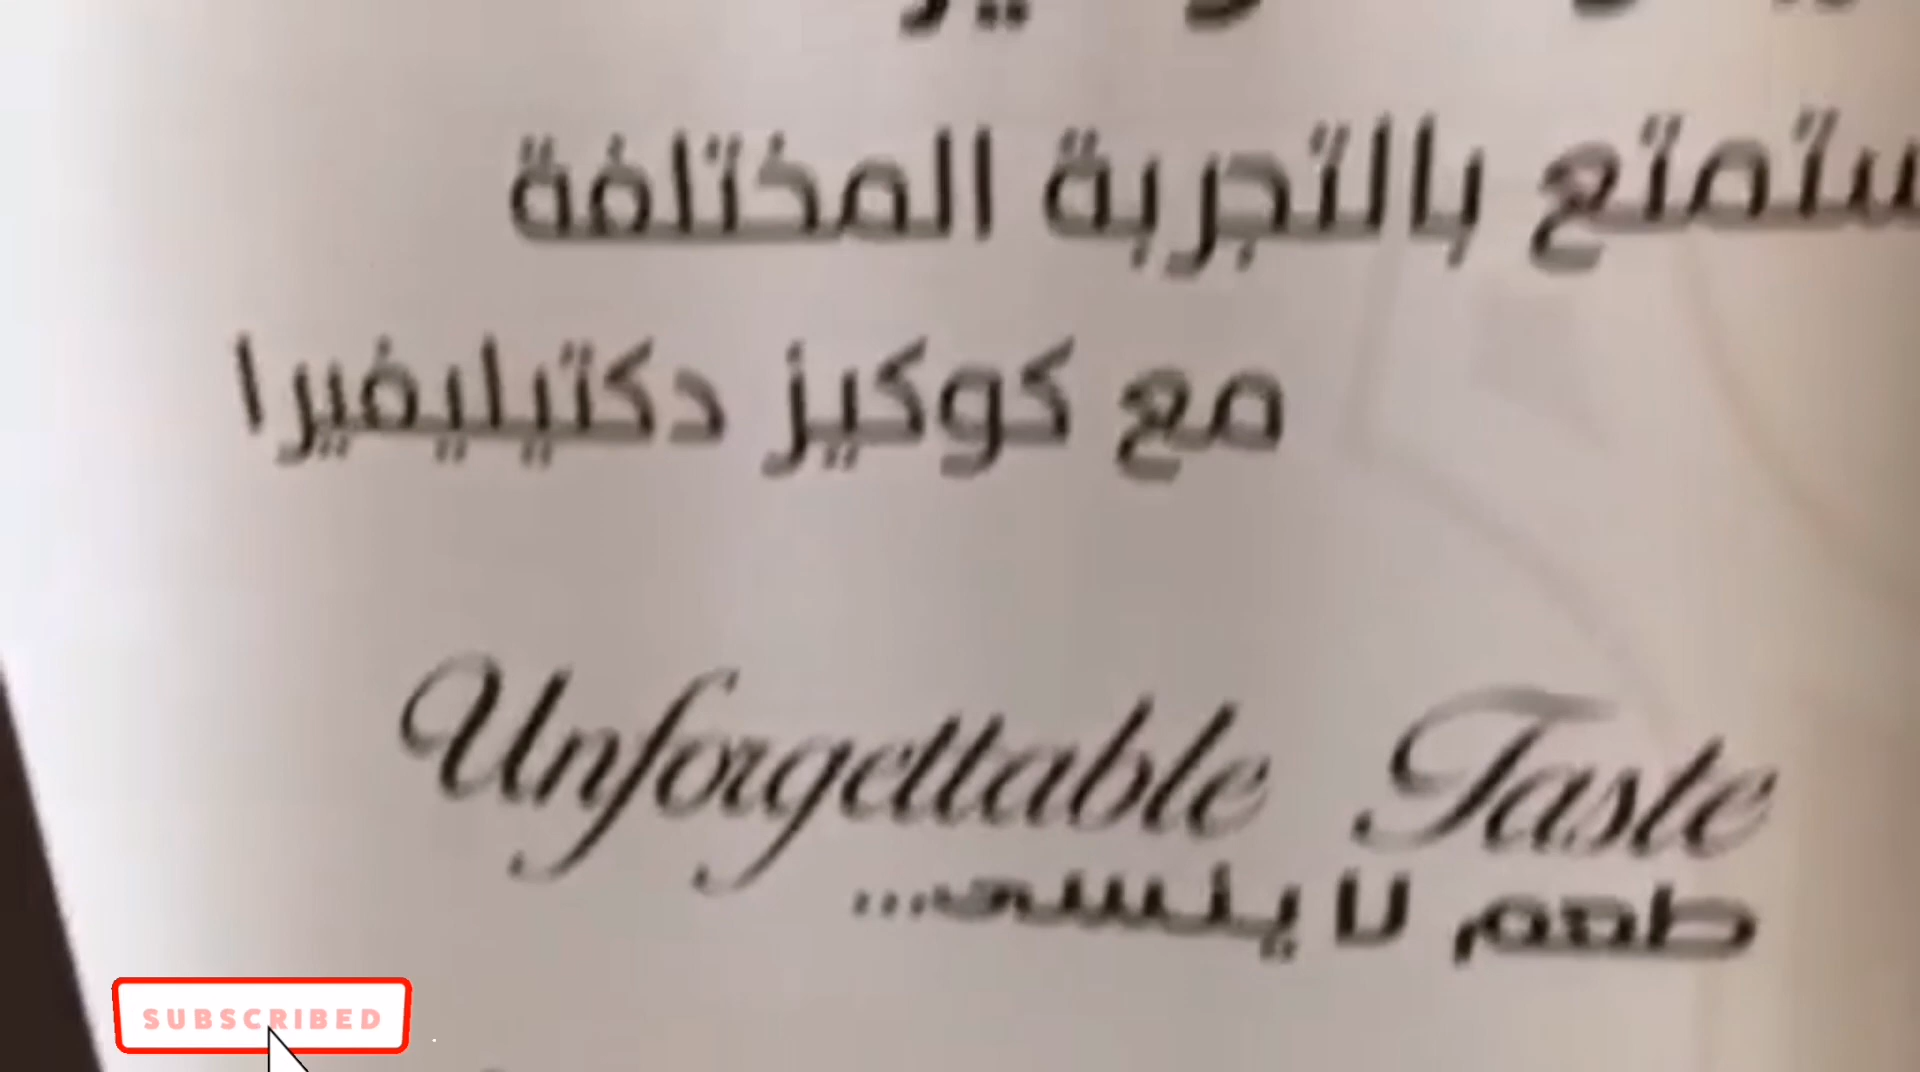 ستمتع بالتجربة المختلفة
مع كوكيز دكتيليفيرا
Unforgettable Taste
طعم لا ينسى...
SUBSCRIBED